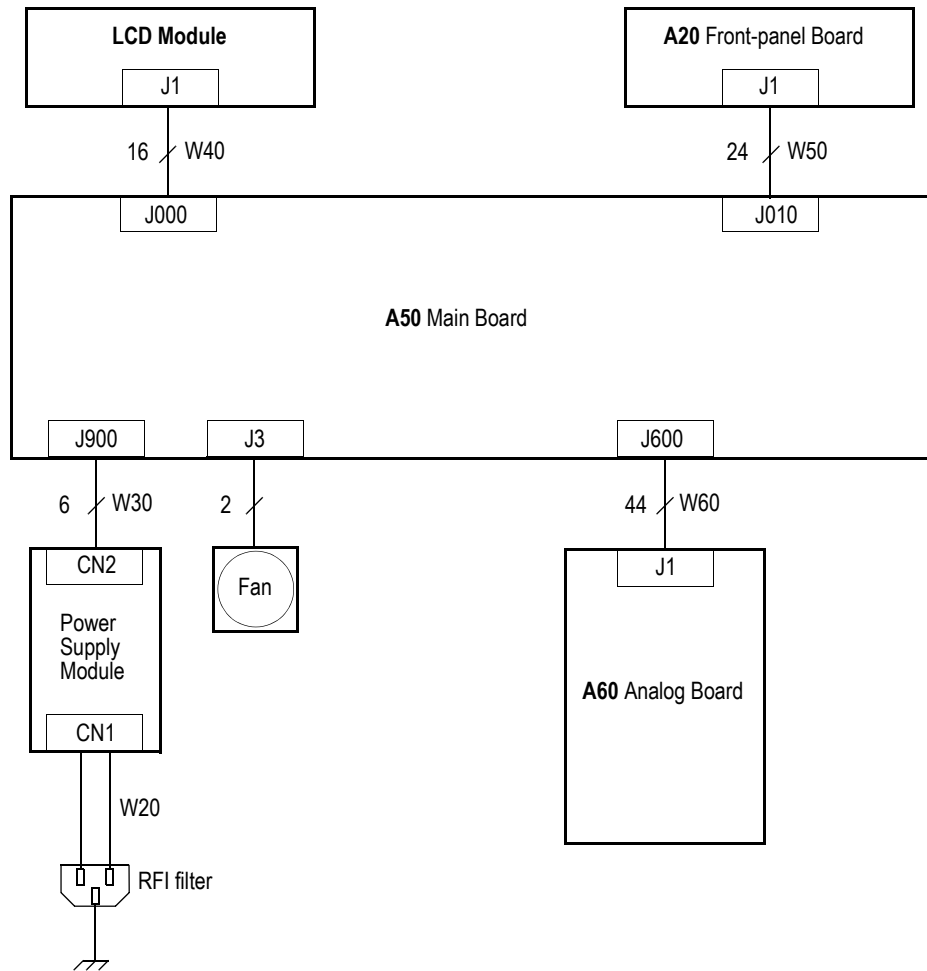 LCD Module
A20 Front-panel Board
J1
J1
16 W40
24 W50
J000
J010
A50 Main Board
J900
J3
J600
6 W30
2
44 W60
CN2
Fan
J1
Power
Supply
Module
A60 Analog Board
CN1
W20
RFI filter